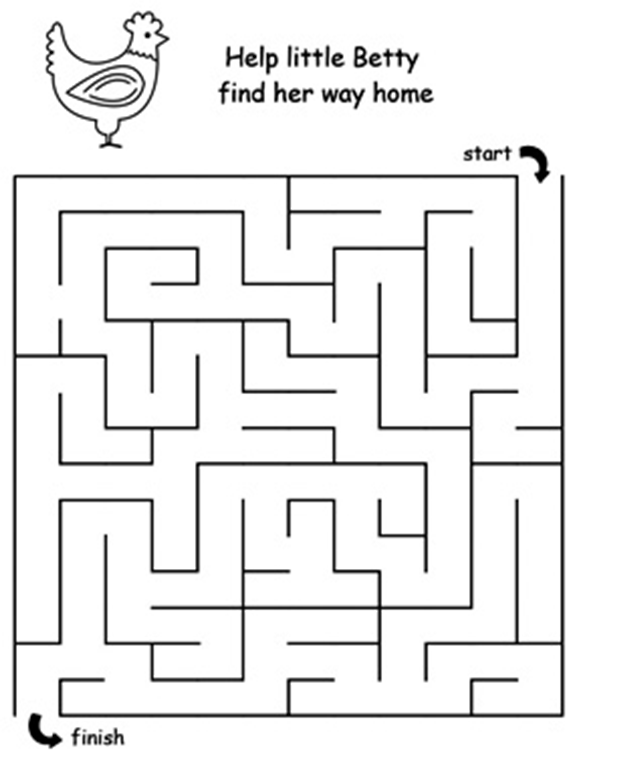 Help little Betty
find her way home
start
finish